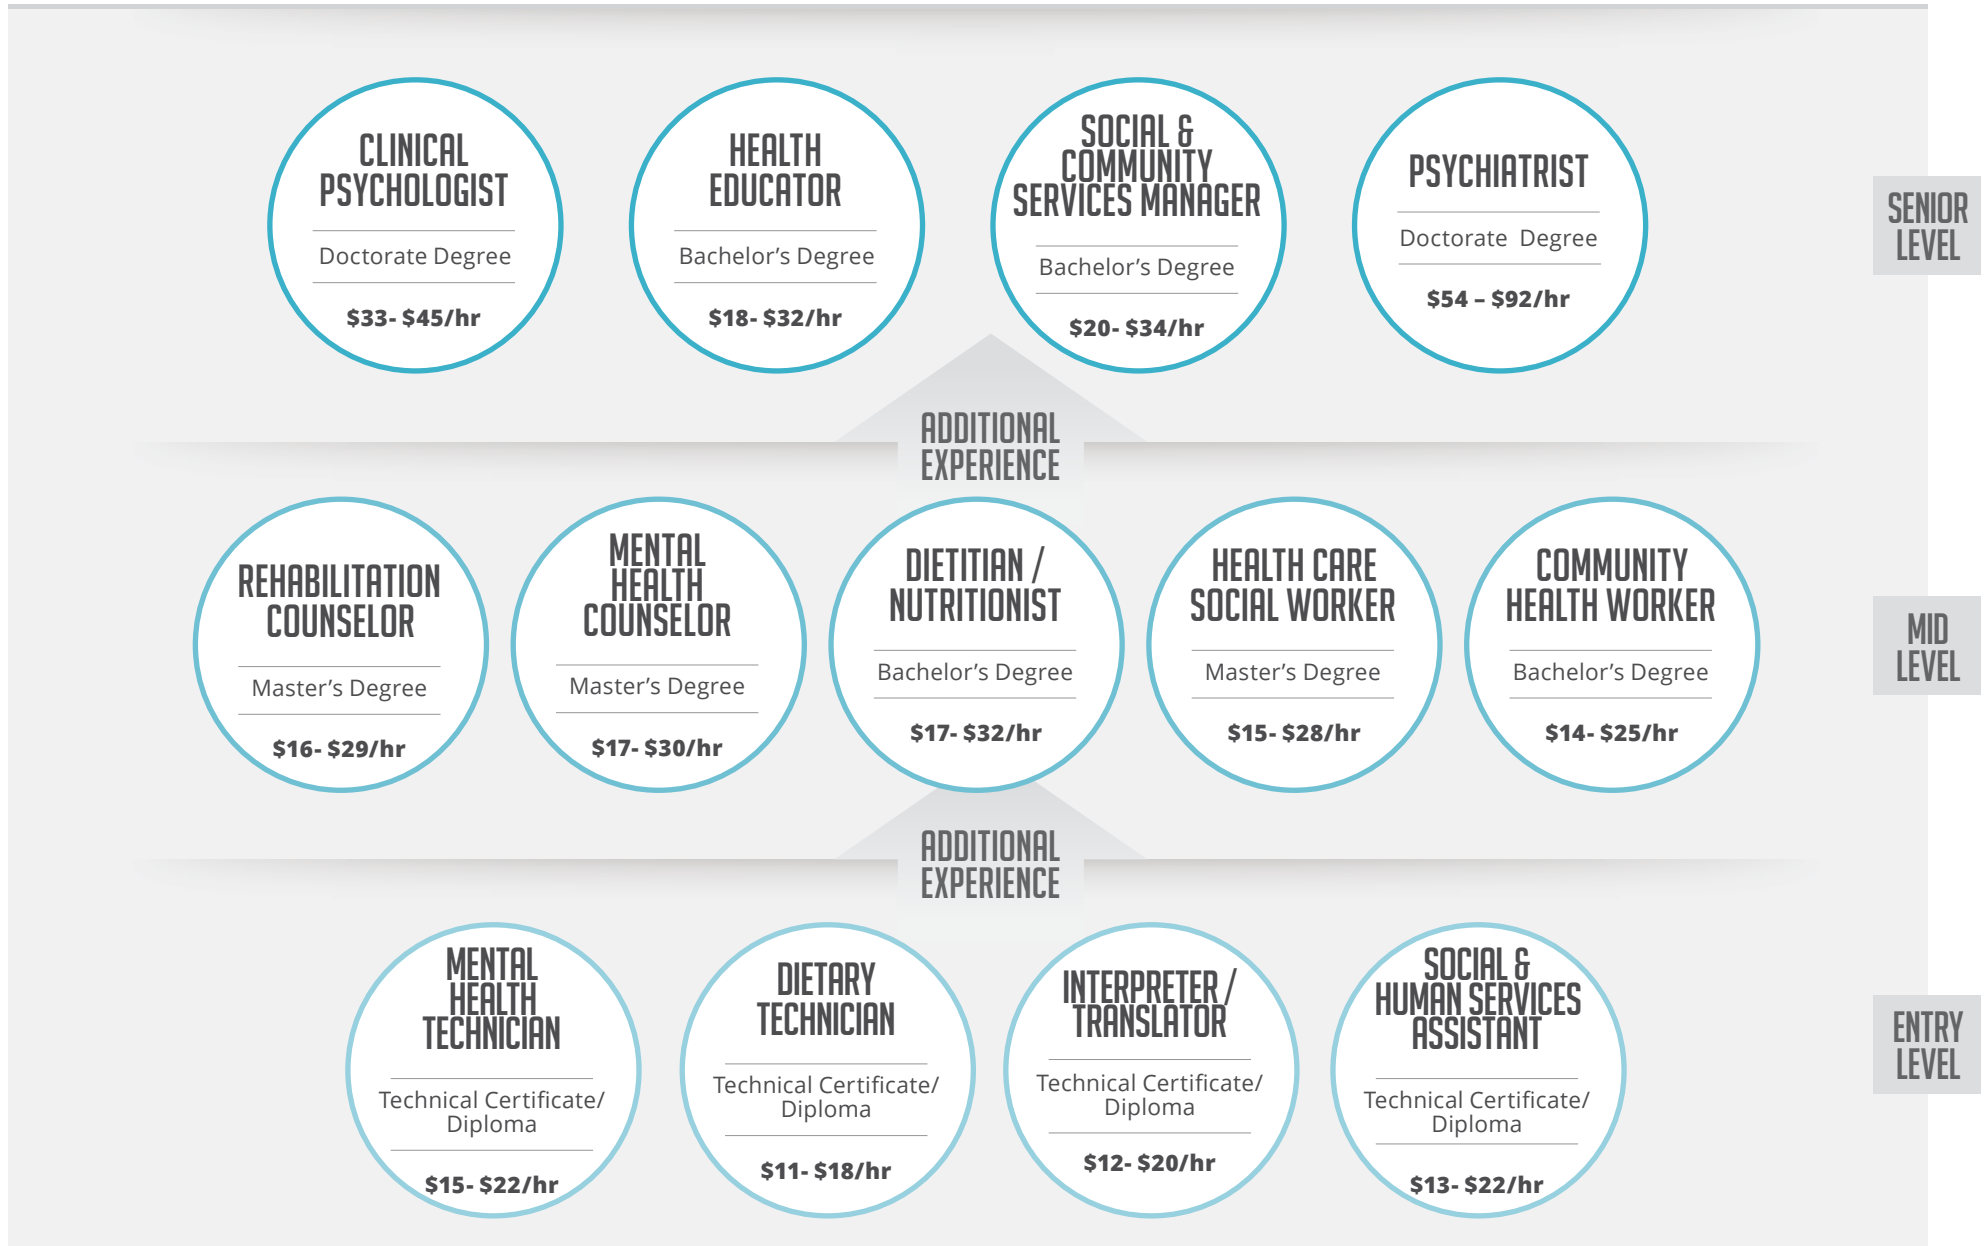 CLINICAL
PSYCHOLOGIST
Doctorate Degree
$33- $45/hr
HEALTH
EDUCATOR
Bachelor's Degree
$18- $32/hr
SOCIAL &
COMMUNITY
SERVICES MANAGER
Bachelor's Degree
$20- $34/hr
PSYCHIATRIST
Doctorate Degree
$54 – $92/hr
SENIOR
LEVEL
ADDITIONAL
EXPERIENCE
REHABILITATION
COUNSELOR
Master's Degree
$16- $29/hr
MENTAL
HEALTH
COUNSELOR
Master's Degree
$17- $30/hr
DIETITIAN /
NUTRITIONIST
Bachelor's Degree
$17- $32/hr
HEALTH CARE
SOCIAL WORKER
Master's Degree
$15- $28/hr
COMMUNITY
HEALTH WORKER
Bachelor's Degree
$14- $25/hr
MID
LEVEL
ADDITIONAL
EXPERIENCE
MENTAL
HEALTH
TECHNICIAN
Technical Certificate/
Diploma
$15- $22/hr
DIETARY
TECHNICIAN
Technical Certificate/
Diploma
$11- $18/hr
INTERPRETER /
TRANSLATOR
Technical Certificate/
Diploma
$12- $20/hr
SOCIAL &
HUMAN SERVICES
ASSISTANT
Technical Certificate/
Diploma
$13- $22/hr
ENTRY
LEVEL